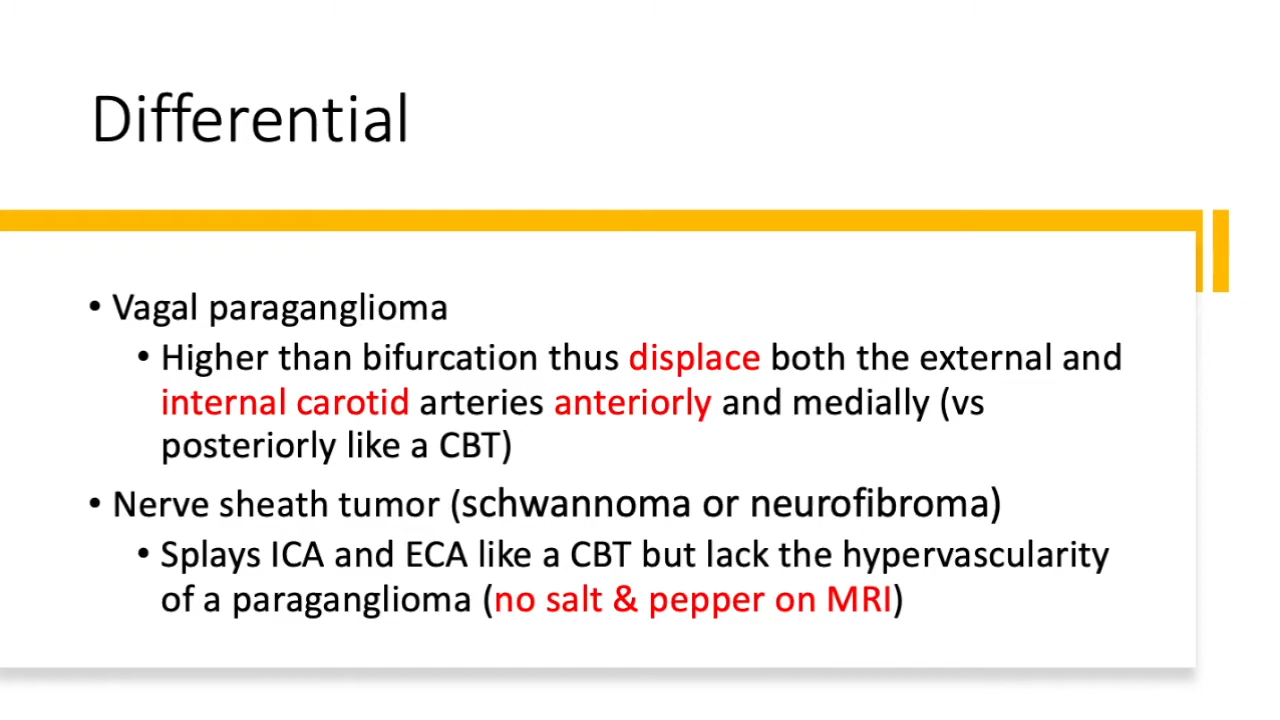 Differential
• Vagal paraganglioma
• Higher than bifurcation thus displace both the external and
internal carotid arteries anteriorly and medially (vs
posteriorly like a CBT)
• Nerve sheath tumor (schwannoma or neurofibroma)
• Splays ICA and ECA like a CBT but lack the hypervascularity
of a paraganglioma (no salt & pepper on MRI)